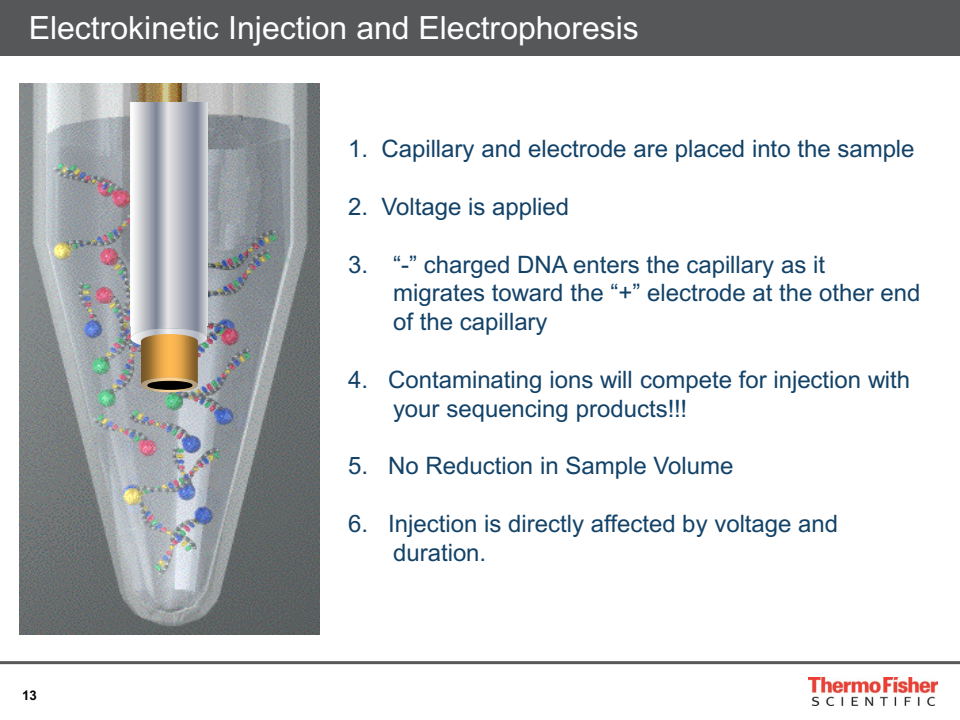 Electrokinetic Injection and Electrophoresis
1. Capillary and electrode are placed into the sample
2. Voltage is applied
3. “-” charged DNA enters the capillary as it
migrates toward the “+” electrode at the other end
of the capillary
4. Contaminating ions will compete for injection with
your sequencing products!!!
5. No Reduction in Sample Volume
6. Injection is directly affected by voltage and
duration.
13
ThermoFisher
SCIENTIFIC